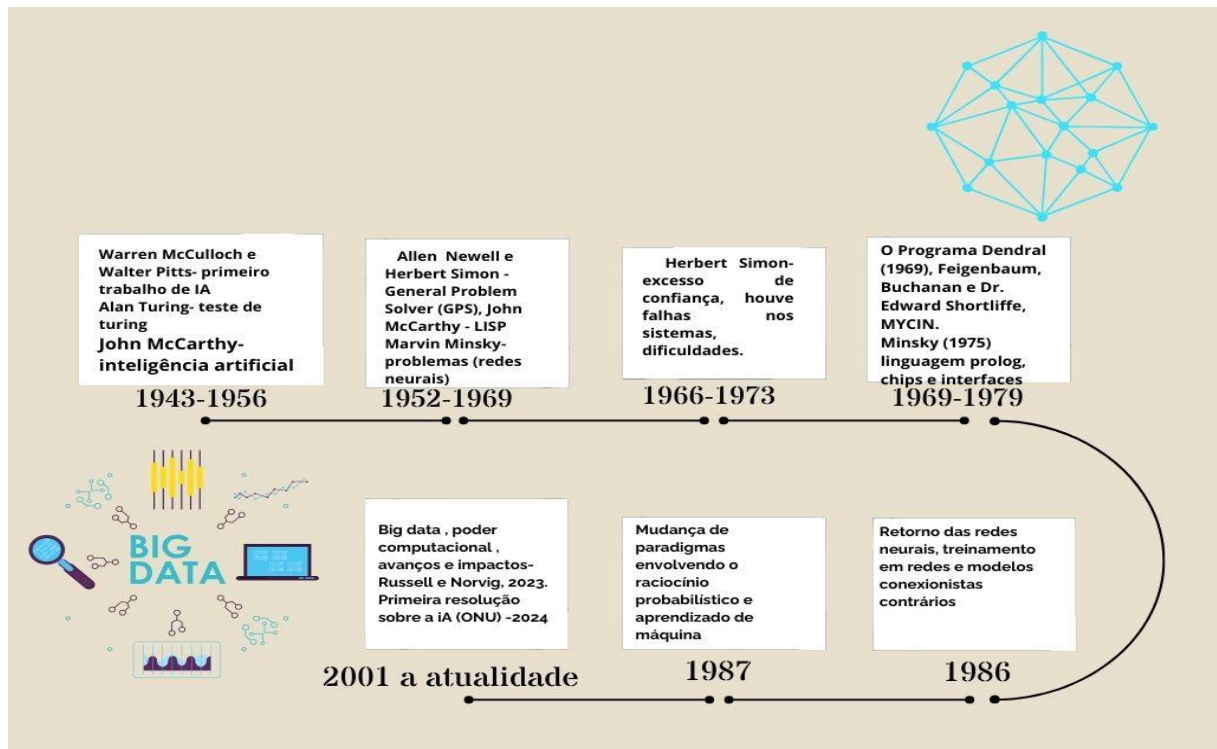 Warren McCulloch e
Walter Pitts- primeiro
trabalho de IA
Alan Turing- teste de
turing
John McCarthy-
inteligência artificial
1943-1956
Allen Newell e
Herbert Simon -
General Problem
Solver (GPS), John
McCarthy - LISP
Marvin Minsky-
problemas (redes
neurais)
1952-1969
Herbert Simon-
excesso de
confiança, houve
falhas nos
sistemas,
dificuldades.
1966-1973
O Programa Dendral
(1969), Feigenbaum,
Buchanan e Dr.
Edward Shortliffe,
MYCIN.
Minsky (1975)
linguagem prolog,
chips e interfaces
1969-1979
Retorno das redes
neurais, treinamento
em redes e modelos
conexionistas
contrários
1986
Mudança de
paradigmas
envolvendo o
raciocínio
probabilístico e
aprendizado de
máquina
1987
Big data , poder
computacional ,
avanços e impactos-
Russell e Norvig, 2023.
Primeira resolução
sobre a iA (ONU) -2024
2001 a atualidade
BIG
DATA